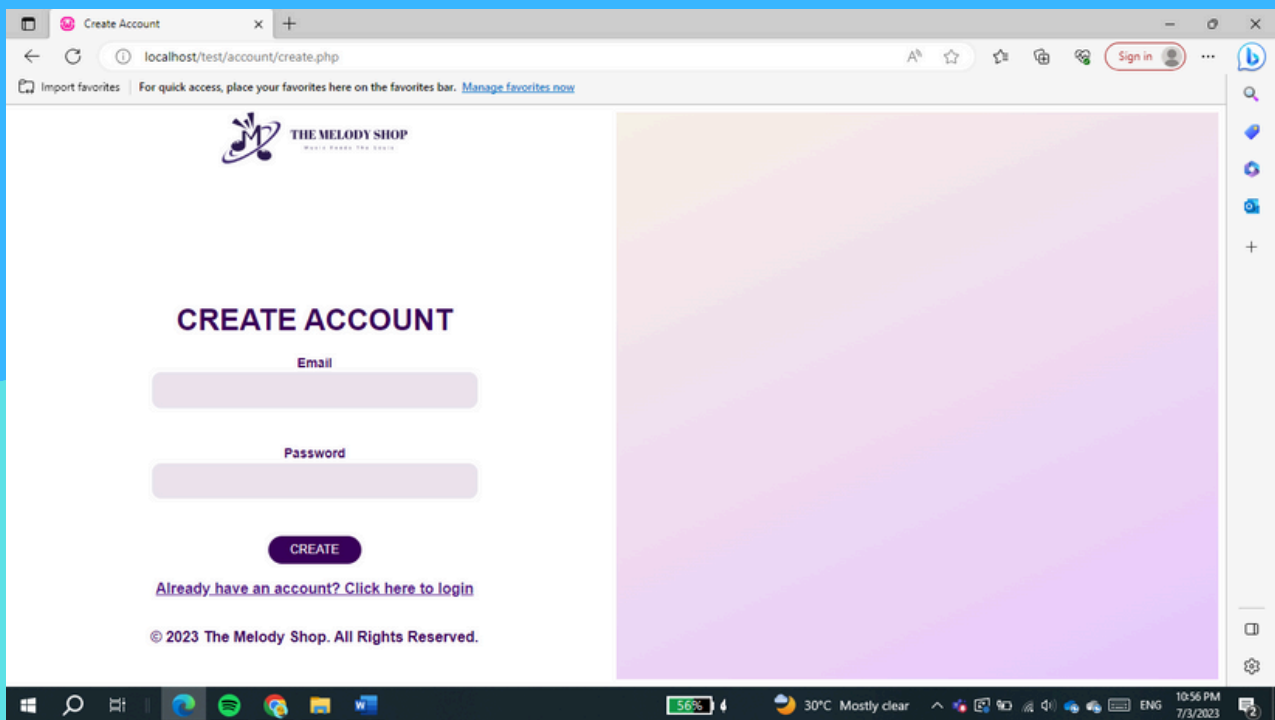 Create Account
localhost/test/account/create.php
Sign in
Import favorites For quick access, place your favorites here on the favorites bar. Manage favorites now
THE MELODY SHOP
CREATE ACCOUNT
Email
Password
CREATE
Already have an account? Click here to login
© 2023 The Melody Shop. All Rights Reserved.
56% 30°C Mostly clear ENG 10:56 PM
7/3/2023
2